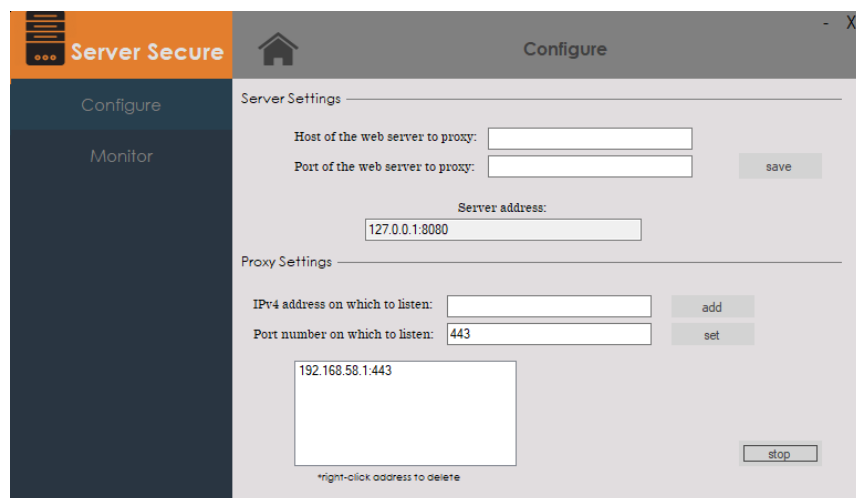 Server Secure
Configure
- X
Configure
Monitor
Server Settings
Host of the web server to proxy:
Port of the web server to proxy:
save
Server address:
127.0.0.1:8080
Proxy Settings
IPv4 address on which to listen:
add
Port number on which to listen: 443
set
192.168.58.1:443
*right-click address to delete
stop